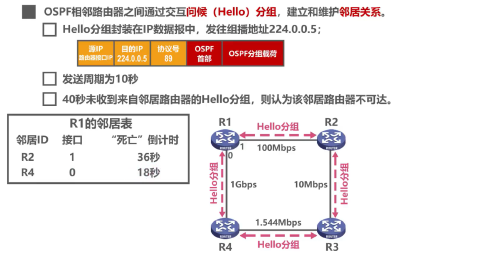 OSPF相邻路由器之间通过交互问候（Hello）分组，建立和维护邻居关系。
Hello分组封装在IP数据报中，发往组播地址224.0.0.5；
源IP
路由器接口IP
目的IP
224.0.0.5
协议号
89
OSPF
首部
OSPF分组载荷
发送周期为10秒
40秒未收到来自邻居路由器的Hello分组，则认为该邻居路由器不可达。
R1的邻居表
邻居ID 接口 “死亡”倒计时
R2 1 36秒
R4 0 18秒
R1
Hello分组
R2
1
0
100Mbps
Hello分组
1Gbps
10Mbps
Hello分组
1.544Mbps
R4
Hello分组
R3